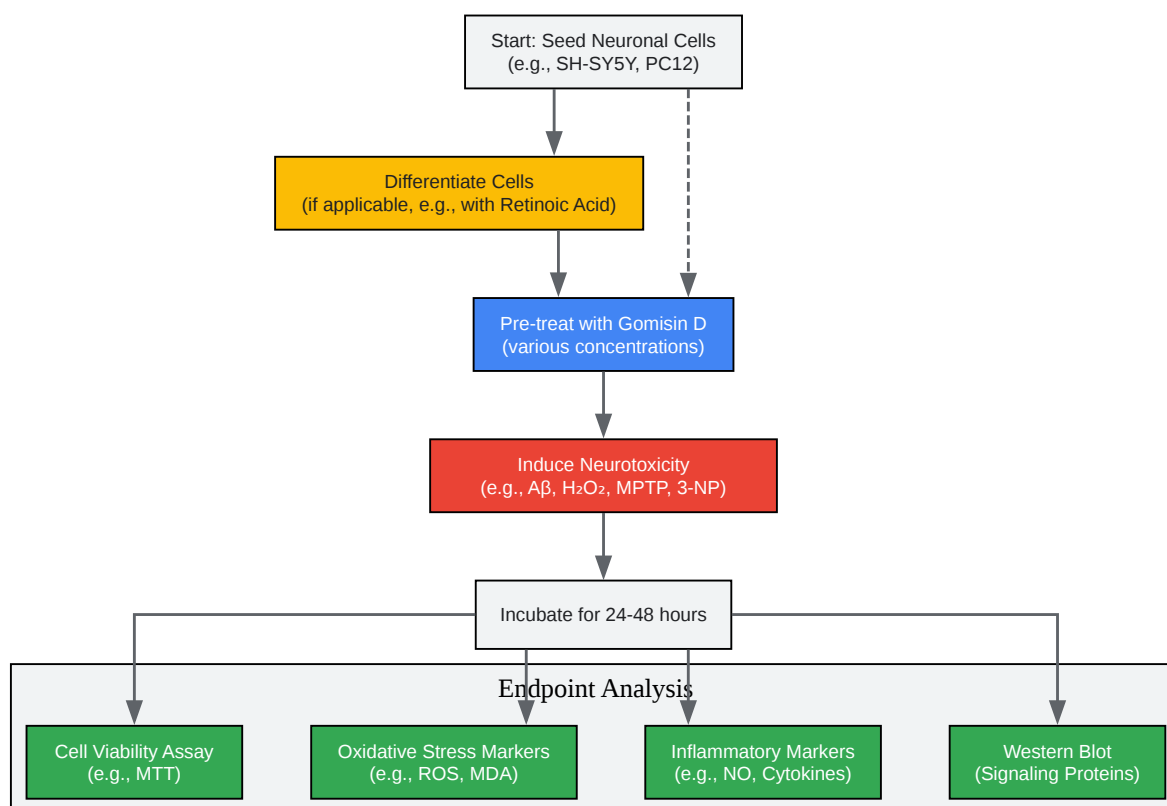 Start: Seed Neuronal Cells
(e.g., SH-SY5Y, PC12)
Differentiate Cells
(if applicable, e.g., with Retinoic Acid)
Pre-treat with Gomisin D
(various concentrations)
Induce Neurotoxicity
(e.g., Aβ, H₂O₂, MPTP, 3-NP)
Incubate for 24-48 hours
Endpoint Analysis
Cell Viability Assay
(e.g., MTT)
Oxidative Stress Markers
(e.g., ROS, MDA)
Inflammatory Markers
(e.g., NO, Cytokines)
Western Blot
(Signaling Proteins)